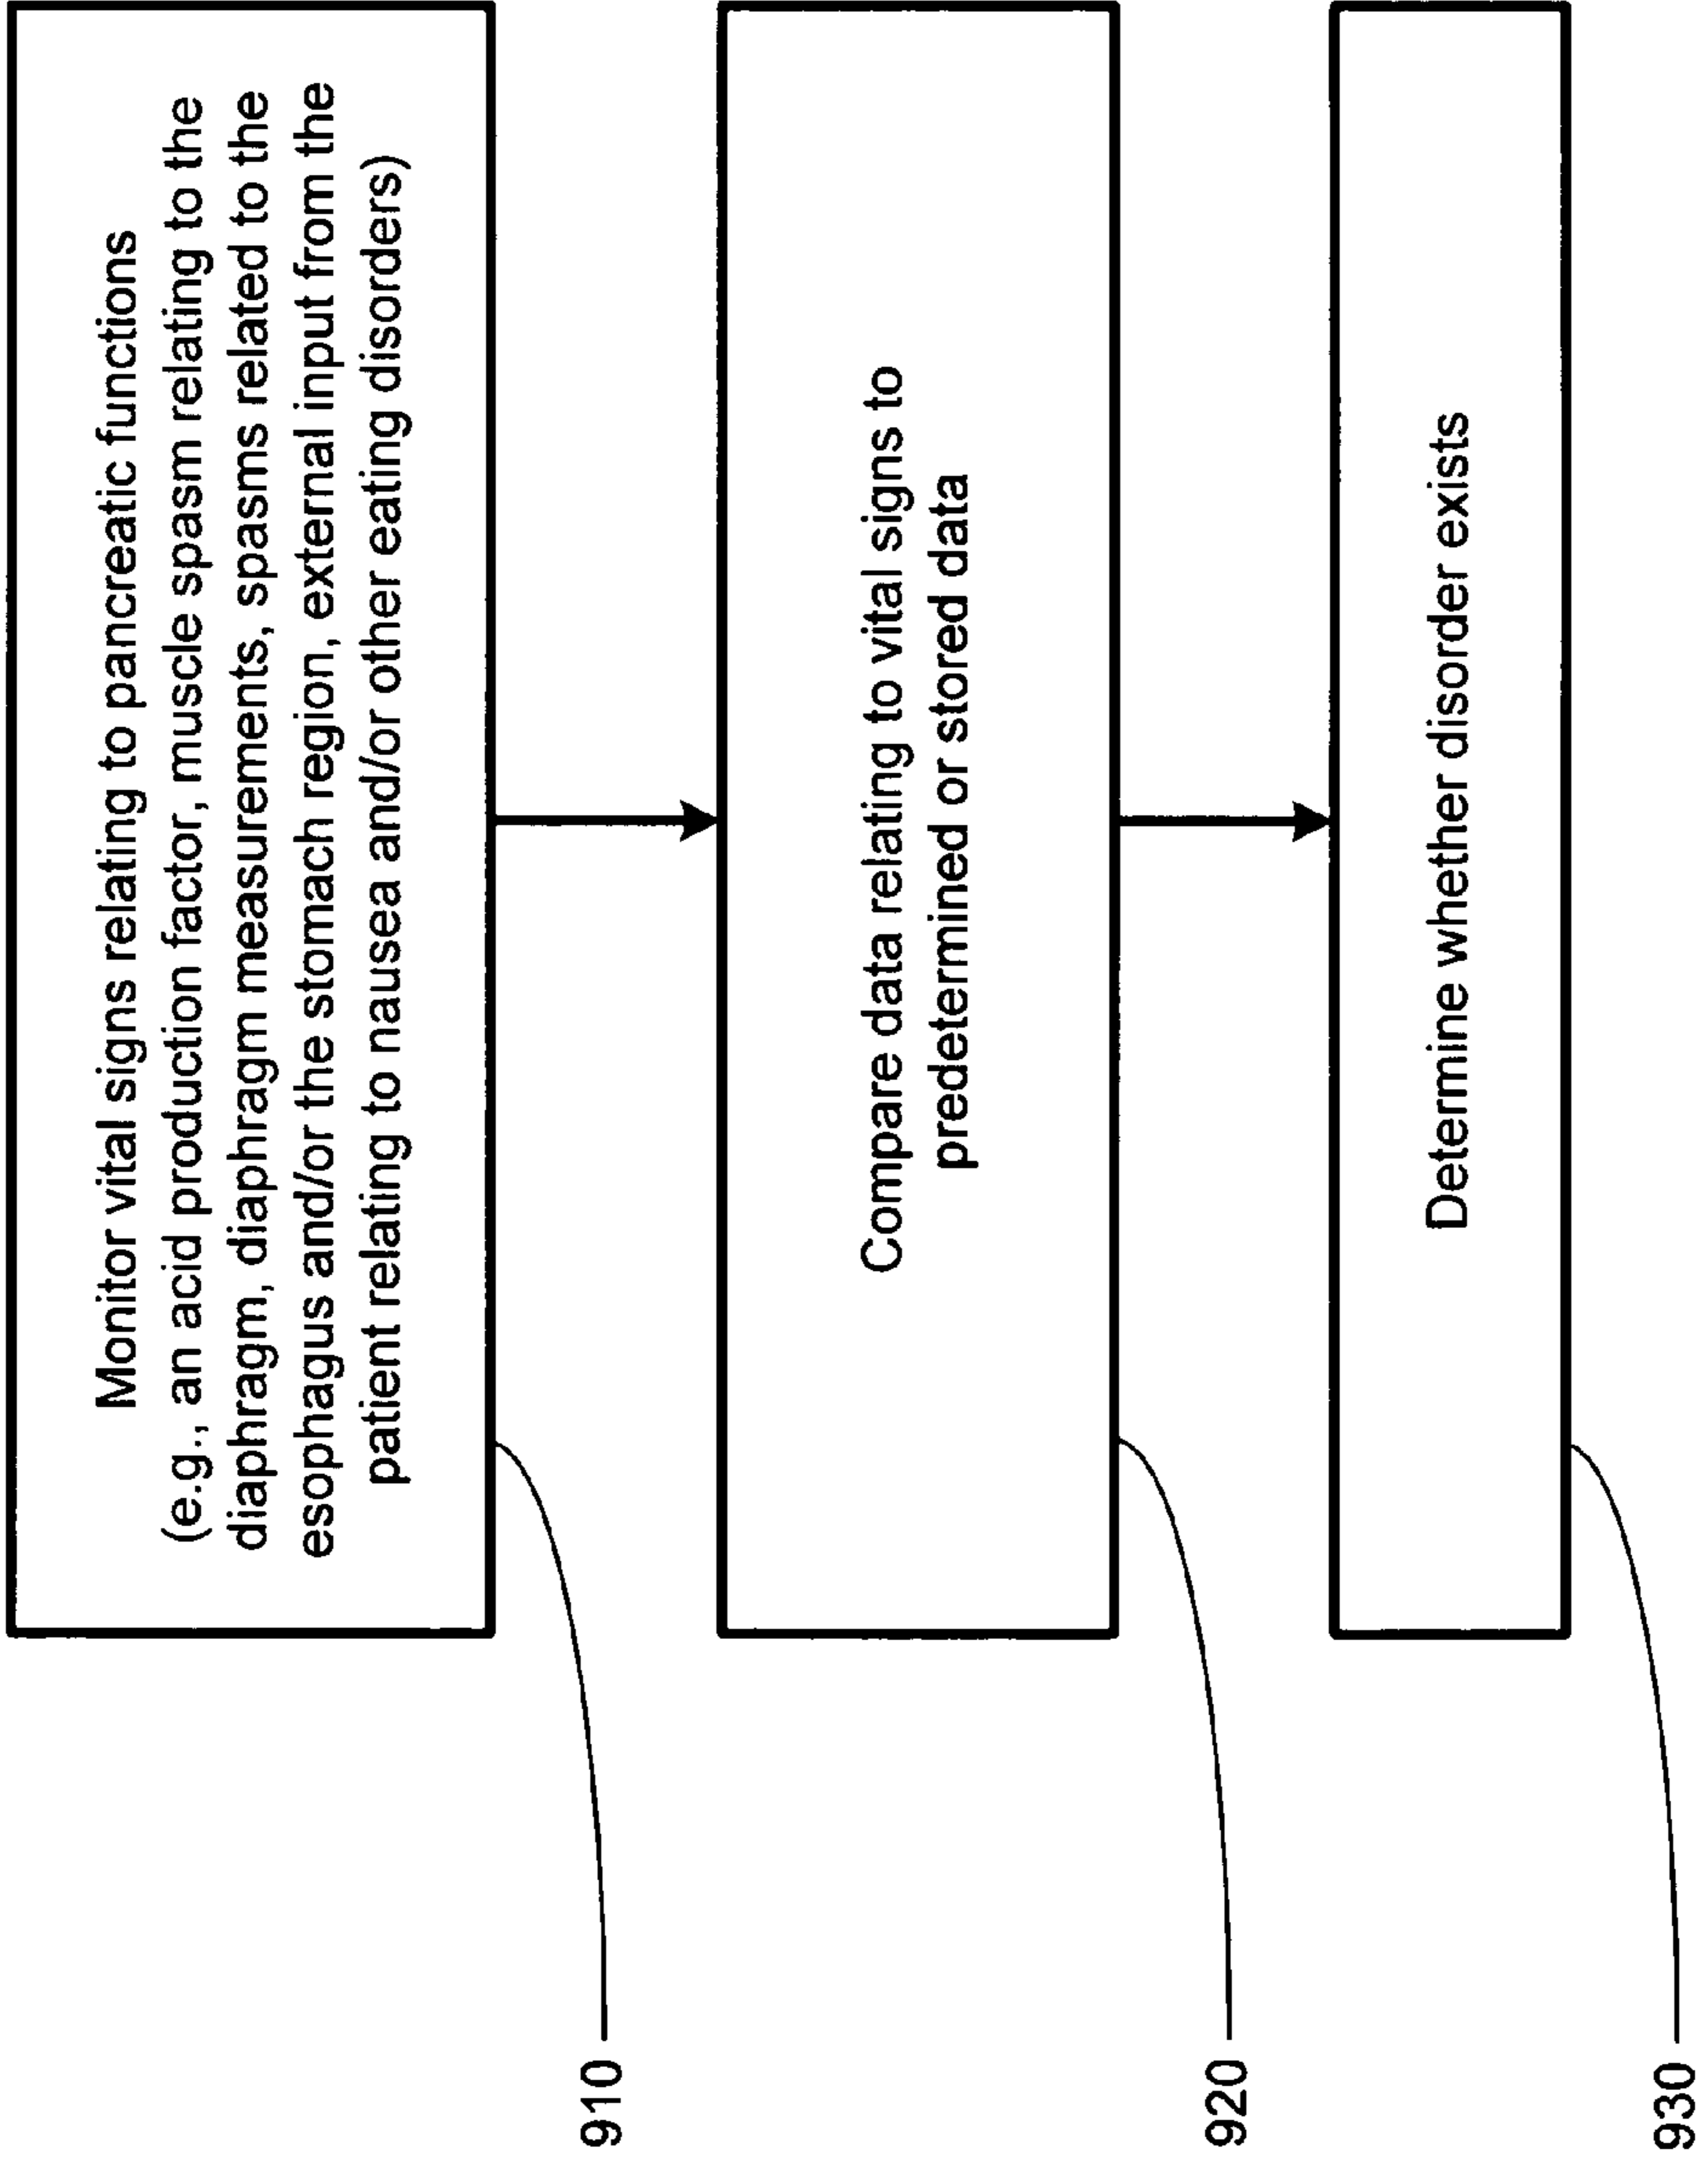 Monitor vital signs relating to pancreatic functions
(e.g., an acid production factor, muscle spasm relating to the
diaphragm, diaphragm measurements, spasms related to the
esophagus and/or the stomach region, external input from the
patient relating to nausea and/or other eating disorders)
910
Compare data relating to vital signs to
predetermined or stored data
920
Determine whether disorder exists
930